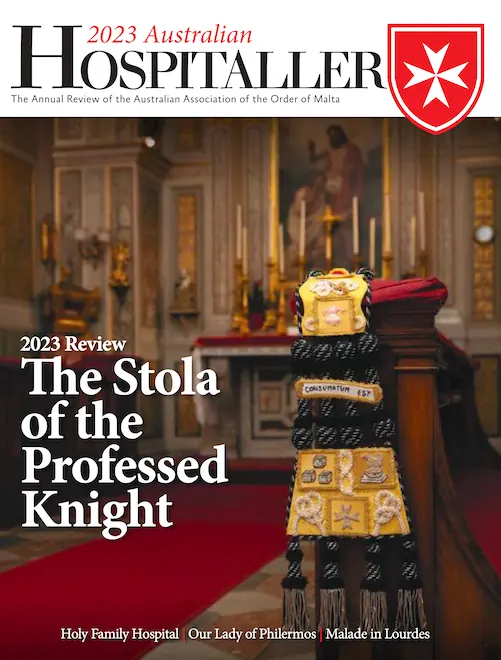 2023 Australian
HOSPITALLER
The Annual Review of the Australian Association of the Order of Malta
2023 Review
The Stola
of the
Professed
Knight
CONSUMATUM EST
Holy Family Hospital | Our Lady of Philermos | Malade in Lourdes